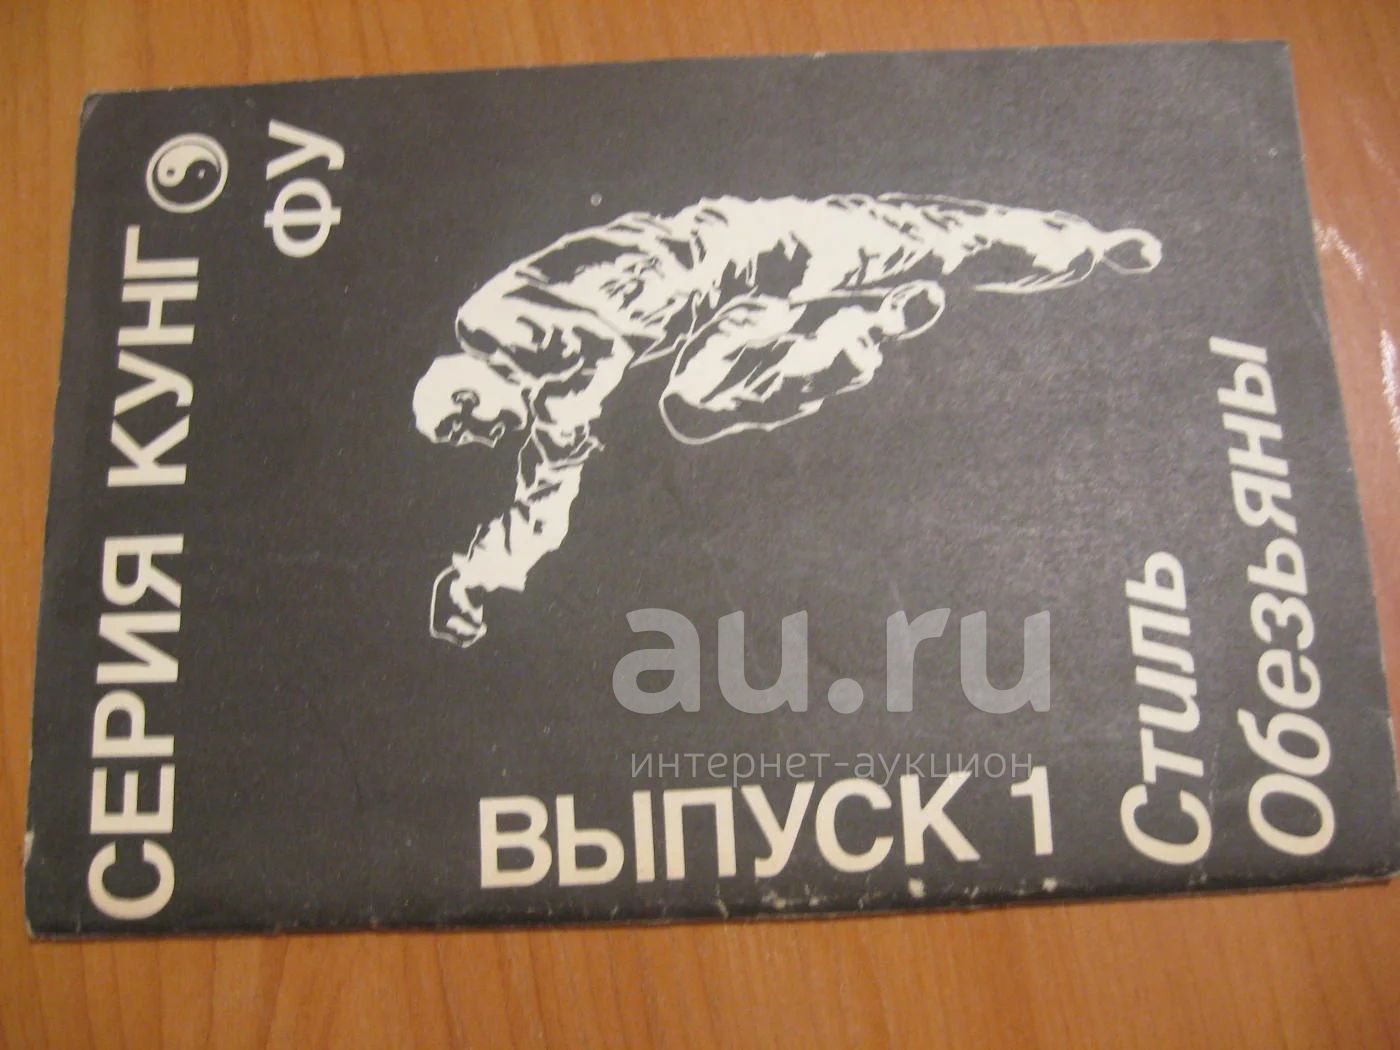 СЕРИЯ КУНГ
ФУ
ВЫПУСК 1
Стиль
Обезьяны
au.ru
интернет-аукцион